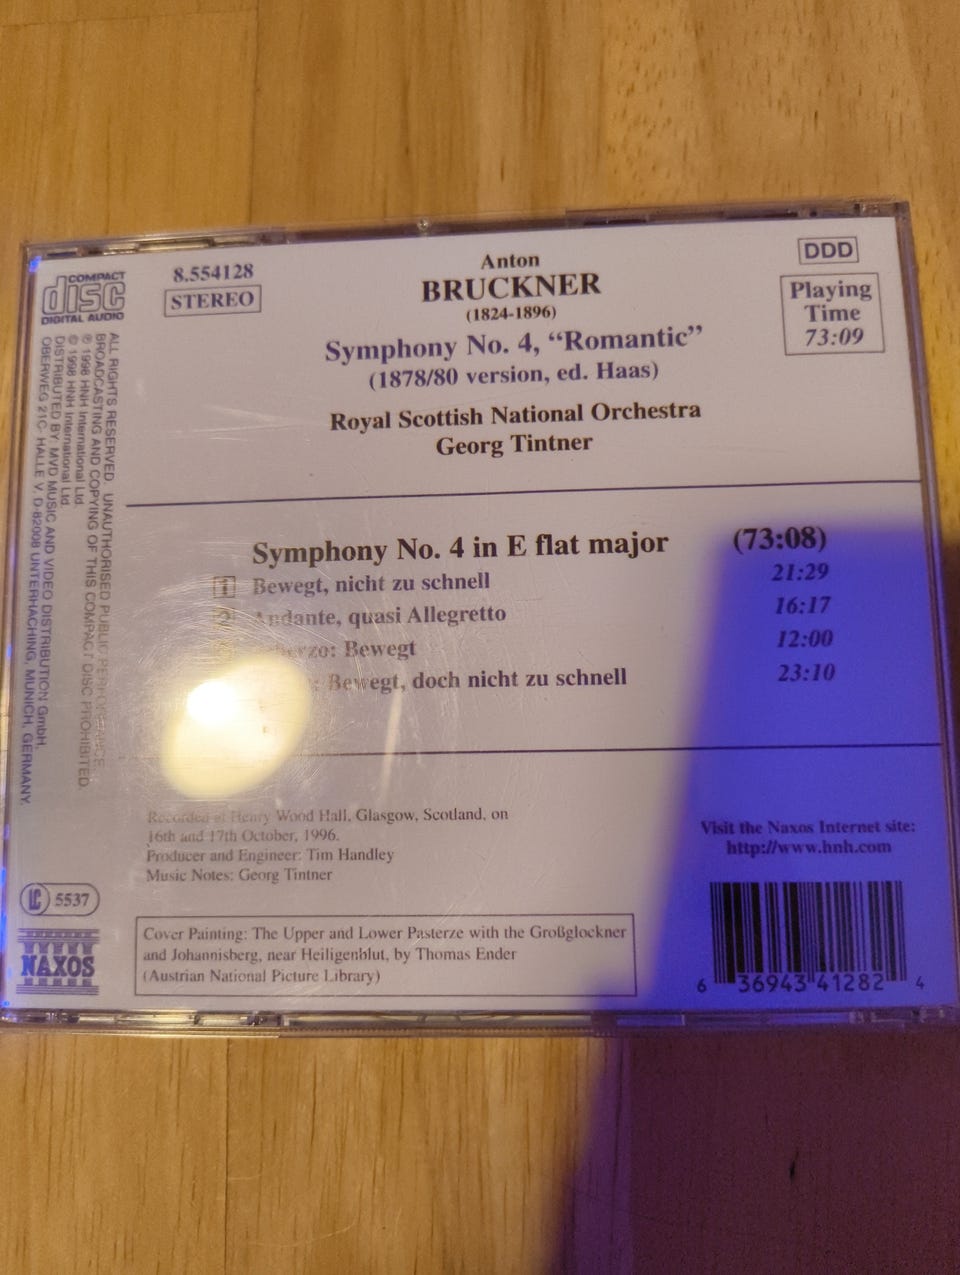 COMPACT
disc
DIGITAL AUDIO
8.554128
STEREO
Anton
BRUCKNER
(1824-1896)
Symphony No. 4, “Romantic”
(1878/80 version, ed. Haas)
Royal Scottish National Orchestra
Georg Tintner
DDD
Playing
Time
73:09
Symphony No. 4 in E flat major (73:08)
1 Bewegt, nicht zu schnell 21:29
Andante, quasi Allegretto 16:17
Scherzo: Bewegt 12:00
Bewegt, doch nicht zu schnell 23:10
Recorded at Henry Wood Hall, Glasgow, Scotland, on
16th and 17th October, 1996.
Producer and Engineer: Tim Handley
Music Notes: Georg Tintner
Cover Painting: The Upper and Lower Pasterze with the Großglockner
and Johannisberg, near Heiligenblut, by Thomas Ender
(Austrian National Picture Library)
Visit the Naxos Internet site:
http://www.hnh.com
6 36943 41282 4
LC 5537
NAXOS
ALL RIGHTS RESERVED. UNAUTHORISED PUBLIC PERFORMANCE,
BROADCASTING AND COPYING OF THIS COMPACT DISC PROHIBITED.
℗ 1998 HNH International Ltd.
© 1998 HNH International Ltd.
DISTRIBUTED BY: MVD MUSIC AND VIDEO DISTRIBUTION GmbH,
OBERWEG 21C- HALLE V, D-82008 UNTERHACHING, MUNICH, GERMANY.